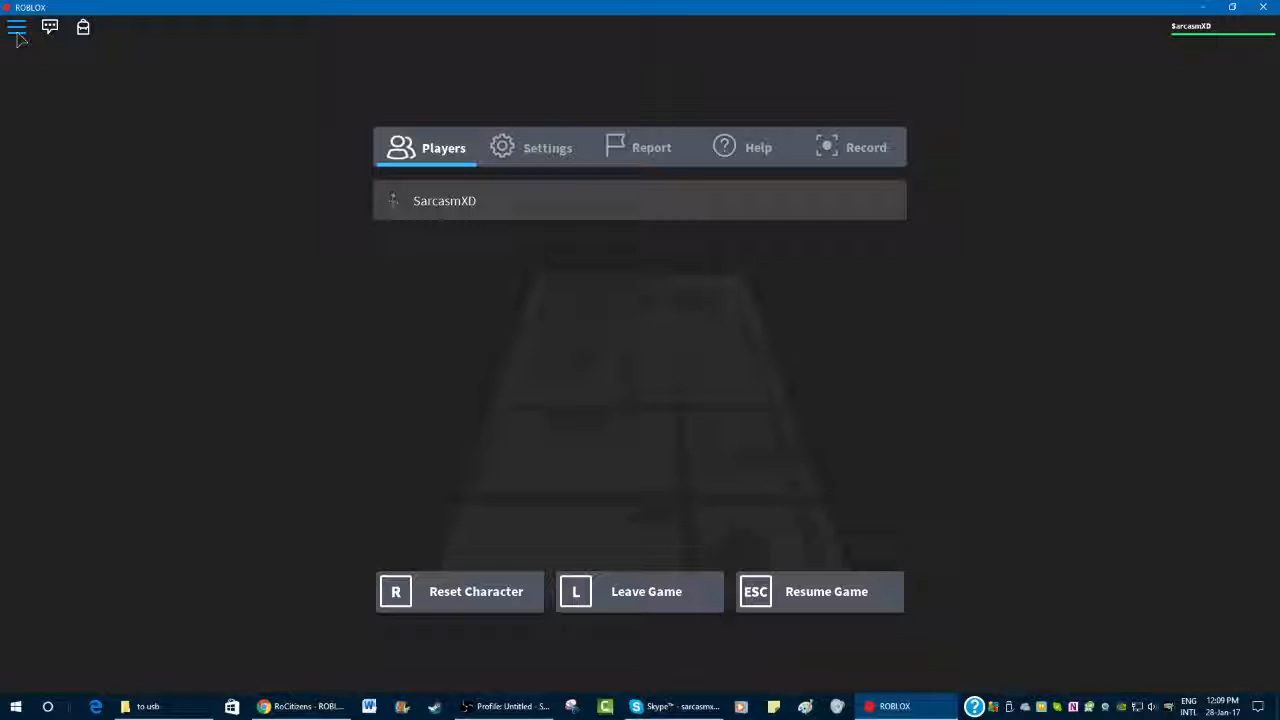 ROBLOX
SarcasmXD
Players Settings Report Help Record
SarcasmXD
R Reset Character L Leave Game ESC Resume Game
to usb RoCitizens - ROBL... Profile: Untitled - S... Skype™ - sarcasmx... ROBLOX ENG 12:09 PM
INTL 28-Jan-17